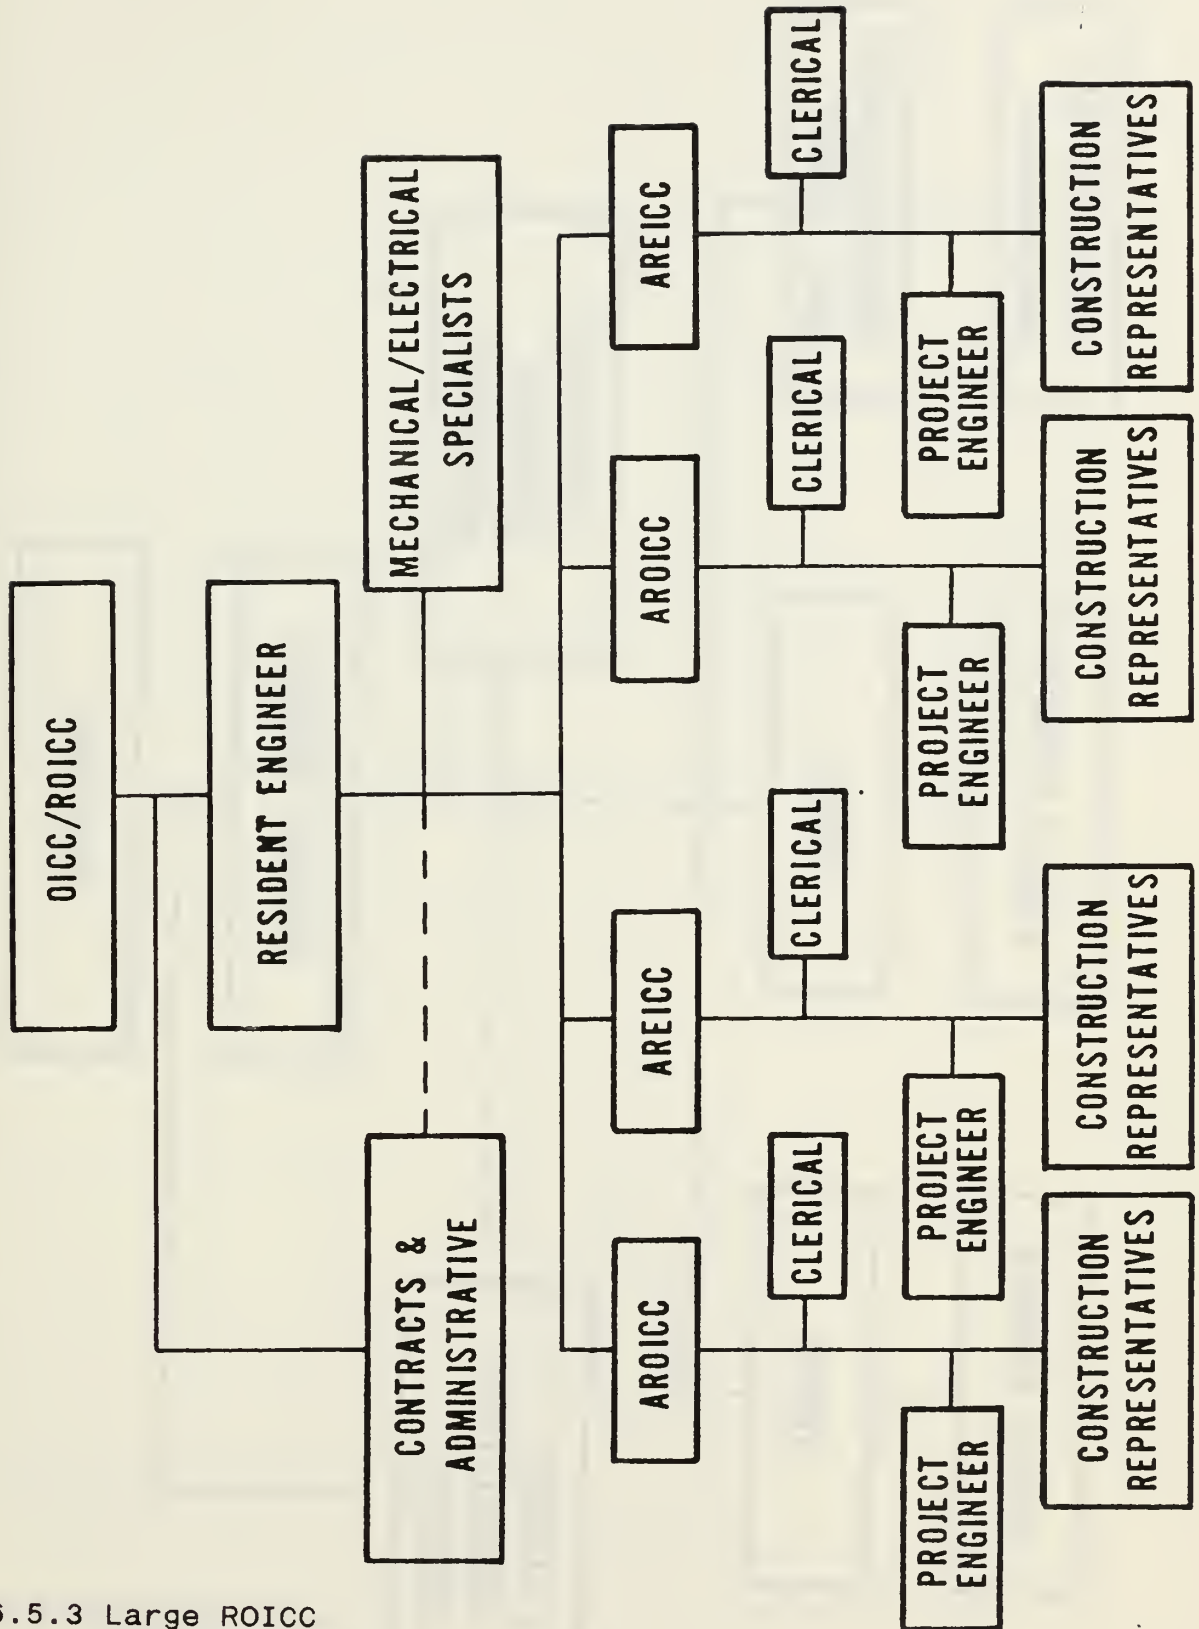 OICC/ROICC
RESIDENT ENGINEER
CONTRACTS &
ADMINISTRATIVE
MECHANICAL/ELECTRICAL
SPECIALISTS
AROICC
AREICC
AROICC
AREICC
CLERICAL
CLERICAL
CLERICAL
CLERICAL
PROJECT
ENGINEER
PROJECT
ENGINEER
PROJECT
ENGINEER
PROJECT
ENGINEER
CONSTRUCTION
REPRESENTATIVES
CONSTRUCTION
REPRESENTATIVES
CONSTRUCTION
REPRESENTATIVES
CONSTRUCTION
REPRESENTATIVES
.5.3 Large ROICC